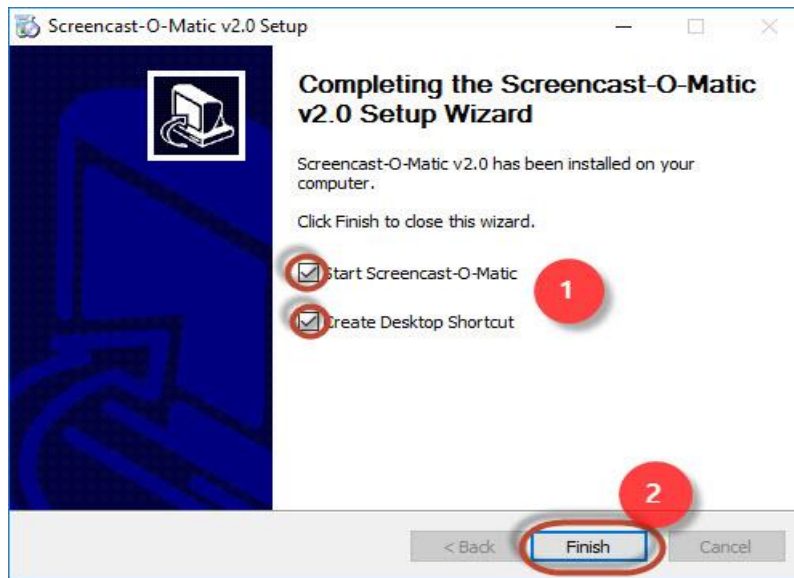 Screencast-O-Matic v2.0 Setup
Completing the Screencast-O-Matic
v2.0 Setup Wizard
Screencast-O-Matic v2.0 has been installed on your
computer.
Click Finish to close this wizard.
Start Screencast-O-Matic
1
Create Desktop Shortcut
2
< Back Finish Cancel